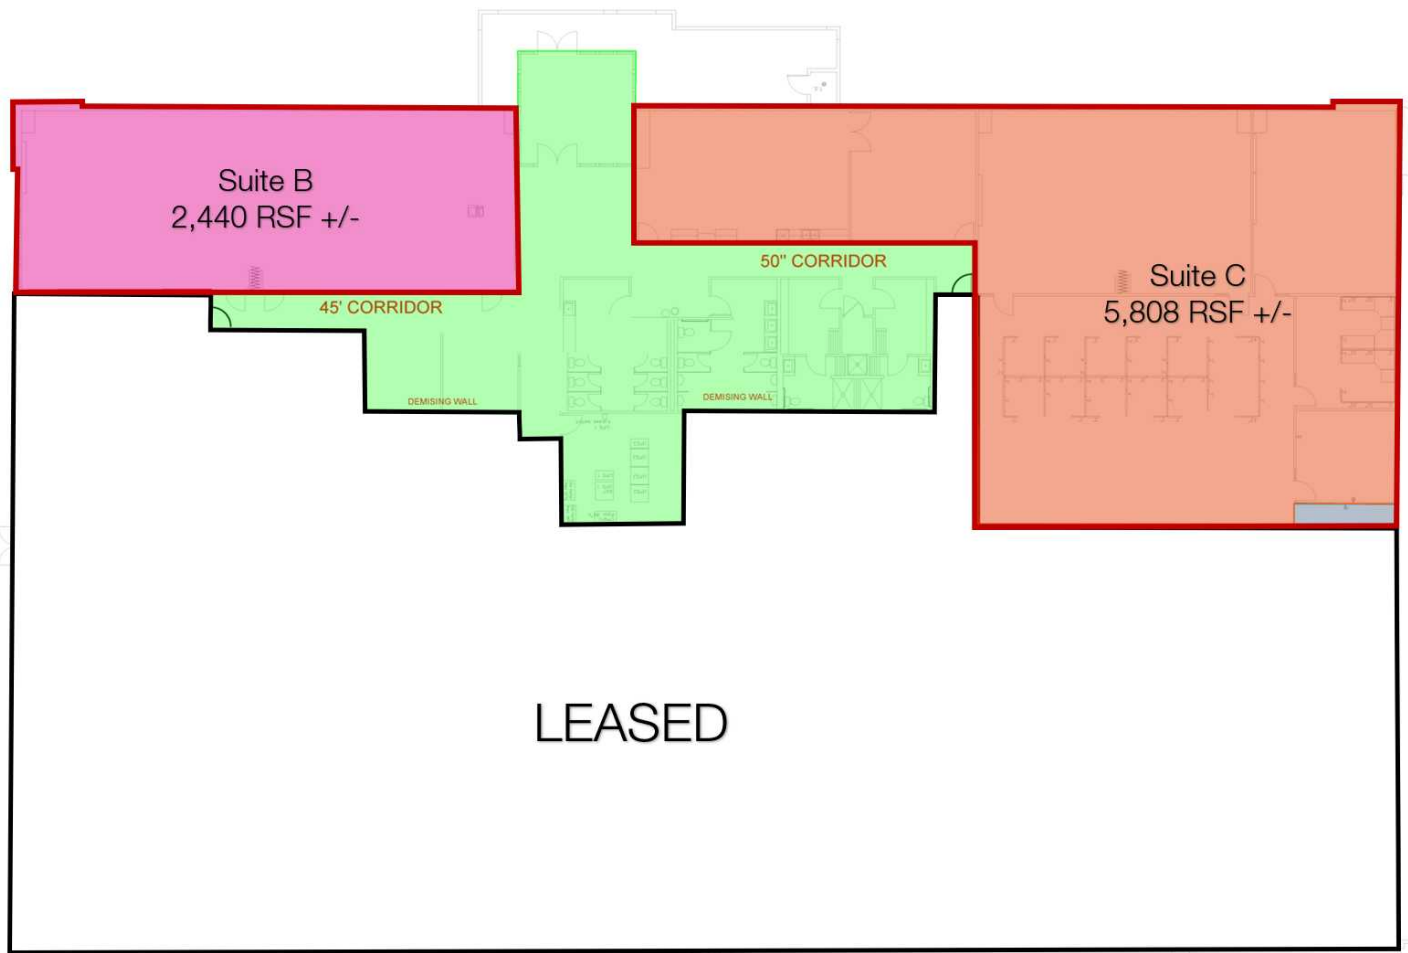 Suite B
2,440 RSF +/-
50" CORRIDOR
Suite C
5,808 RSF +/-
45' CORRIDOR
DEMISING WALL
DEMISING WALL
LEASED